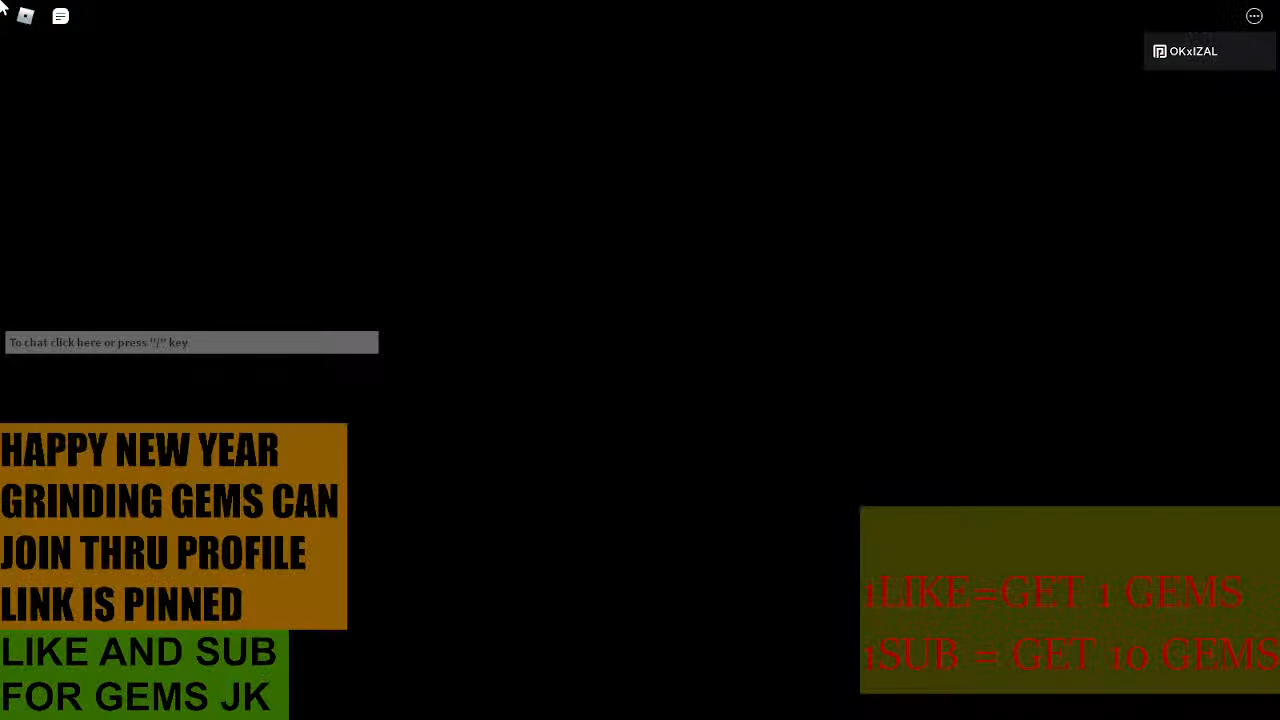 OKxIZAL
To chat click here or press "/" key
HAPPY NEW YEAR
GRINDING GEMS CAN
JOIN THRU PROFILE
LINK IS PINNED
LIKE AND SUB
FOR GEMS JK
1LIKE=GET 1 GEMS
1SUB = GET 10 GEMS